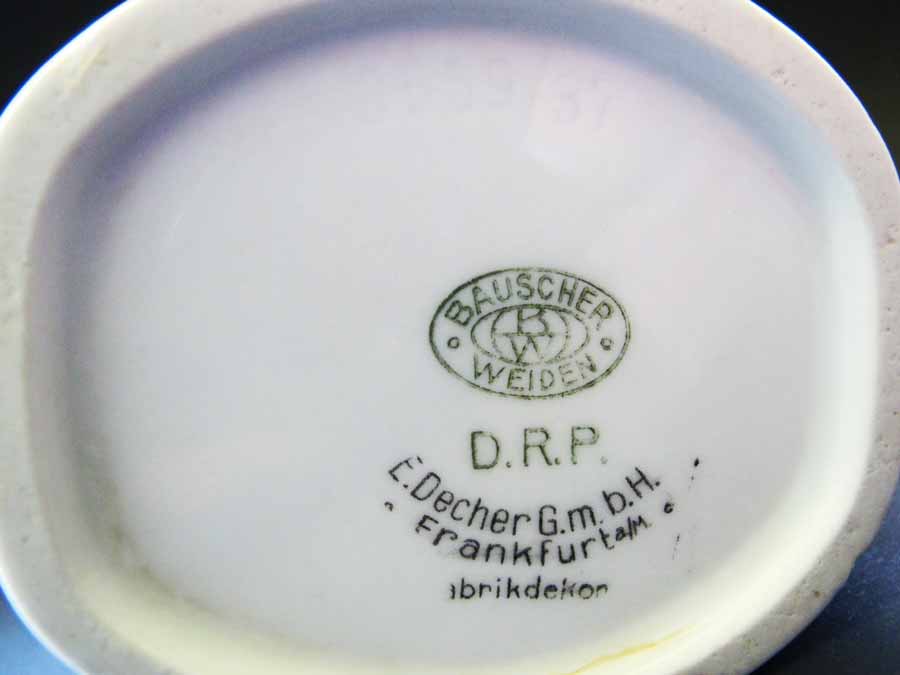 BAUSCHER
BW
WEIDEN
D.R.P.
E.Decher G.m.b.H.
Frankfurt a/M.
abrikdekor